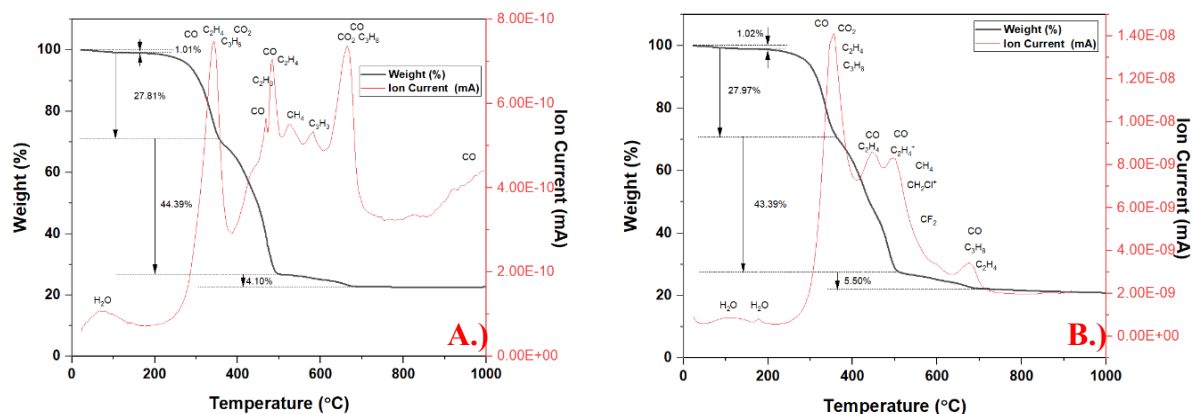 CO C₂H₄ CO₂
C₃H₆
CO
CO₂ C₃H₈
CO
C₂H₄
C₂H₃
CO
CH₄
C₃H₃
CO
H₂O
1.01%
27.81%
44.39%
4.10%
Weight (%)
Ion Current (mA)
100
80
60
40
20
0
0 200 400 600 800 1000
8.00E-10
6.00E-10
4.00E-10
2.00E-10
0.00E+00
Weight (%)
Ion Current (mA)
Temperature (°C)
A.)
CO CO₂
C₂H₄
C₃H₈
CO
C₂H₄
CO
C₂H₄⁺
CH₄
CH₂Cl⁺
CF₂
CO
C₃H₈
C₂H₄
H₂O H₂O
1.02%
27.97%
43.39%
5.50%
Weight (%)
Ion Current (mA)
100
80
60
40
20
0
0 200 400 600 800 1000
1.40E-08
1.20E-08
1.00E-08
8.00E-09
6.00E-09
4.00E-09
2.00E-09
0.00E+00
Weight (%)
Ion Current (mA)
Temperature (°C)
B.)